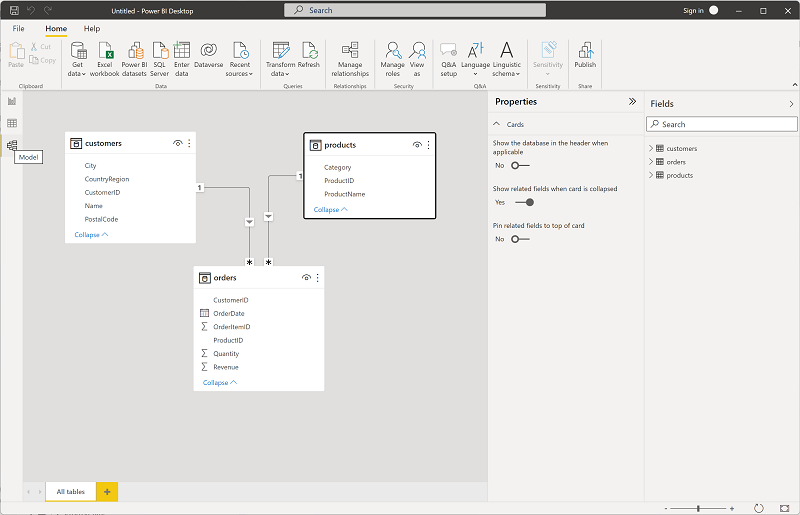 Untitled - Power BI Desktop
Search
Sign in
File
Home
Help
Paste
Cut
Copy
Clipboard
Get data
Excel workbook
Power BI datasets
SQL Server
Enter data
Dataverse
Recent sources
Data
Transform data
Refresh
Queries
Manage relationships
Relationships
Manage roles
View as
Security
Q&A setup
Language
Linguistic schema
Q&A
Sensitivity
Sensitivity
Publish
Share
Model
customers
City
CountryRegion
CustomerID
Name
PostalCode
Collapse
1
*
products
Category
ProductID
ProductName
Collapse
1
*
orders
CustomerID
OrderDate
OrderItemID
ProductID
Quantity
Revenue
Collapse
Properties
Cards
Show the database in the header when
applicable
No
Show related fields when card is collapsed
Yes
Pin related fields to top of card
No
Fields
Search
customers
orders
products
All tables